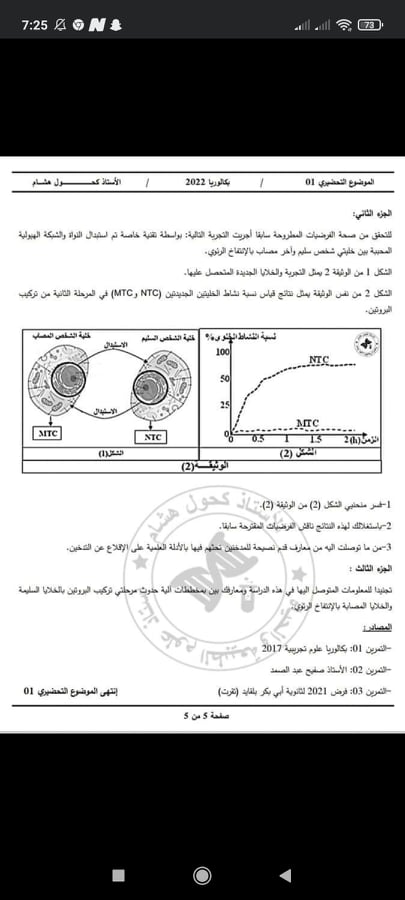 7:25
73
الموضوع التحضيري 01 / بكالوريا 2022 / الأستاذ كحـــــــول هشـام
الجزء الثاني:
للتحقق من صحة الفرضيات المطروحة سابقا أجريت التجربة التالية: بواسطة تقنية خاصة تم استبدال النواة والشبكة الهيولية
المحببة بين خليتي شخص سليم وآخر مصاب بالإنتفاخ الرئوي.
الشكل 1 من الوثيقة 2 يمثل التجربة والخلايا الجديدة المتحصل عليها.
الشكل 2 من نفس الوثيقة يمثل نتائج قياس نسبة نشاط الخليتين الجديدتين (NTC و MTC) في المرحلة الثانية من تركيب
البروتين.
خلية الشخص المصاب
خلية الشخص السليم
الاستبدال
الاستبدال
MTC
NTC
الشكل(1)
نسبة النشاط الخلوي%
100
50
25
0
NTC
MTC
0.5 1 1.5 2
الزمن(h)
الشكل (2)
الوثيقـــة(2)
1-فسر منحنيي الشكل (2) من الوثيقة (2).
2-باستغلالك لهذه النتائج ناقش الفرضيات المقترحة سابقا.
3-من ما توصلت اليه من معارف قدم نصيحة للمدخنين تحثهم فيها بالأدلة العلمية على الإقلاع عن التدخين.
الجزء الثالث :
تجنيدا للمعلومات المتوصل اليها في هذه الدراسة ومعارفك بين بمخططات آلية حدوث مرحلتي تركيب البروتين بالخلايا السليمة
والخلايا المصابة بالإنتفاخ الرئوي.
المصادر:
-التمرين 01: بكالوريا علوم تجريبية 2017
-التمرين 02: الأستاذ صفيح عبد الصمد
-التمرين 03: فرض 2021 لثانوية أبي بكر بلقايد (تقرت)
إنتهى الموضوع التحضيري 01
صفحة 5 من 5